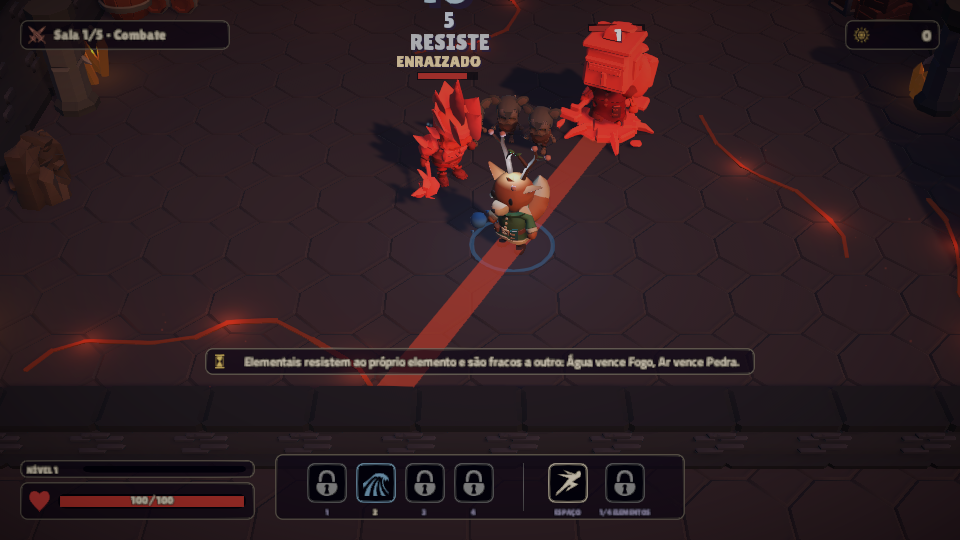 Sala 1/5 - Combate
5
RESISTE
ENRAIZADO
1
0
Elementais resistem ao próprio elemento e são fracos a outro: Água vence Fogo, Ar vence Pedra.
NÍVEL 1
100/100
1
2
3
4
ESPAÇO
1/4 ELEMENTOS